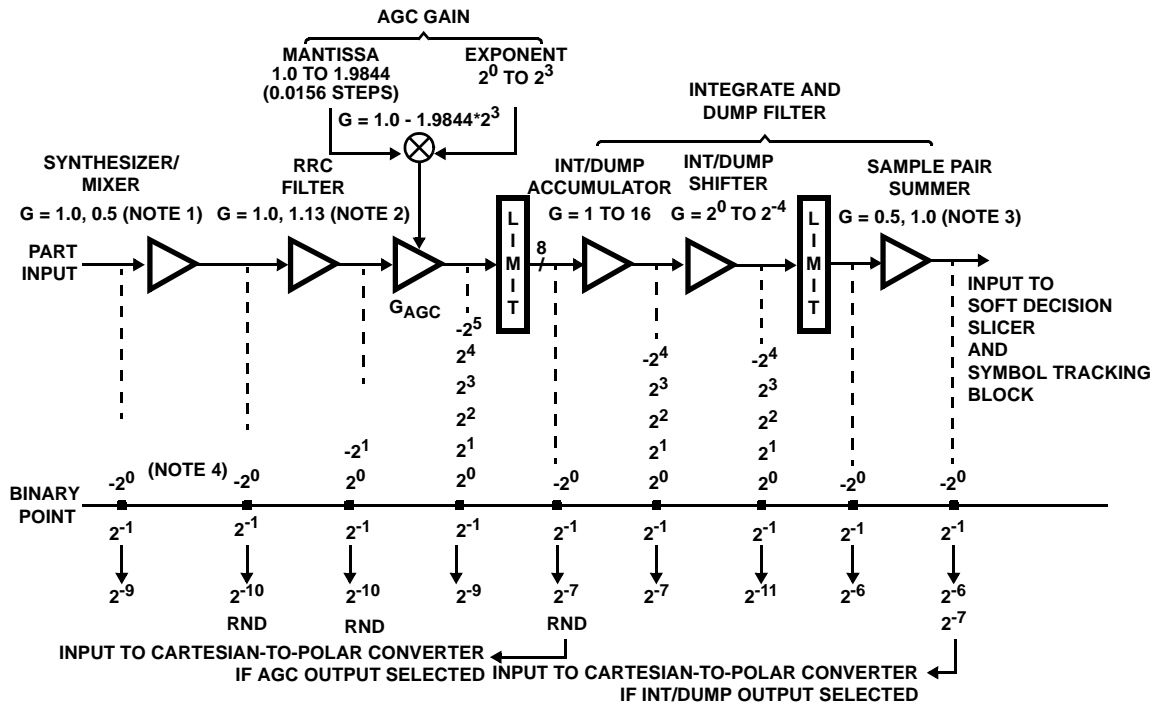 AGC GAIN
MANTISSA
1.0 TO 1.9844
(0.0156 STEPS)
EXPONENT
2^0 TO 2^3
G = 1.0 - 1.9844*2^3
INTEGRATE AND
DUMP FILTER
SYNTHESIZER/
MIXER
G = 1.0, 0.5 (NOTE 1)
RRC
FILTER
G = 1.0, 1.13 (NOTE 2)
INT/DUMP
ACCUMULATOR
G = 1 TO 16
INT/DUMP
SHIFTER
G = 2^0 TO 2^-4
SAMPLE PAIR
SUMMER
G = 0.5, 1.0 (NOTE 3)
PART
INPUT
G_AGC
L
I
M
I
T
8
L
I
M
I
T
INPUT TO
SOFT DECISION
SLICER
AND
SYMBOL TRACKING
BLOCK
-2^5
2^4 -2^4 -2^4
2^3 2^3 2^3
2^2 2^2 2^2
-2^1 2^1 2^1 2^1
-2^0 (NOTE 4) -2^0 2^0 2^0 -2^0 2^0 2^0 -2^0 -2^0
BINARY
POINT
2^-1 2^-1 2^-1 2^-1 2^-1 2^-1 2^-1 2^-1 2^-1
2^-9 2^-10 2^-10 2^-9 2^-7 2^-7 2^-11 2^-6 2^-6
RND RND RND 2^-7
INPUT TO CARTESIAN-TO-POLAR CONVERTER
IF AGC OUTPUT SELECTED
INPUT TO CARTESIAN-TO-POLAR CONVERTER
IF INT/DUMP OUTPUT SELECTED